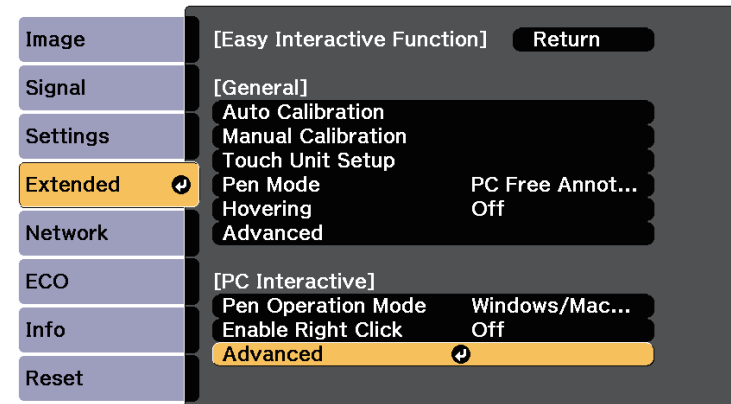 Image
Signal
Settings
Extended
Network
ECO
Info
Reset
[Easy Interactive Function] Return
[General]
Auto Calibration
Manual Calibration
Touch Unit Setup
Pen Mode PC Free Annot...
Hovering Off
Advanced
[PC Interactive]
Pen Operation Mode Windows/Mac...
Enable Right Click Off
Advanced